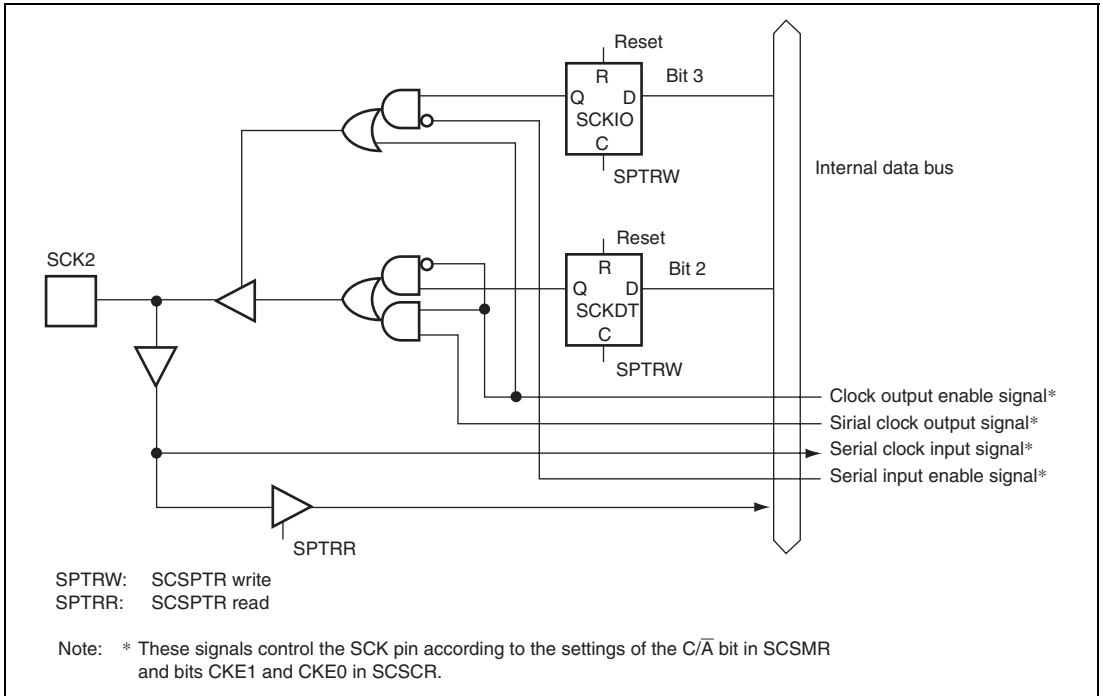 Reset
R
Bit 3
Q D
SCKIO
C
SPTRW
Internal data bus
Reset
R
Bit 2
SCK2
Q D
SCKDT
C
SPTRW
Clock output enable signal*
Sirial clock output signal*
Serial clock input signal*
Serial input enable signal*
SPTRR
SPTRW: SCSPTR write
SPTRR: SCSPTR read
Note: * These signals control the SCK pin according to the settings of the C/A̅ bit in SCSMR
and bits CKE1 and CKE0 in SCSCR.